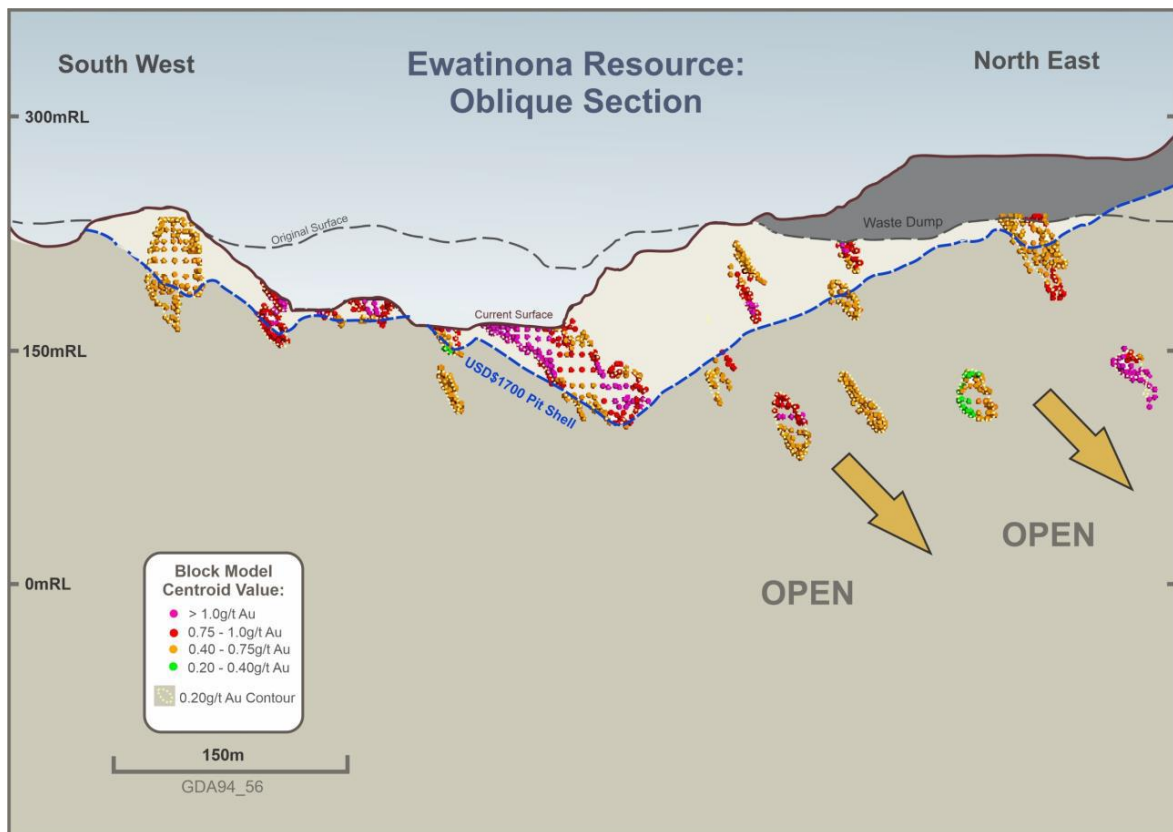 Ewatinona Resource:
Oblique Section
South West
North East
300mRL
Original Surface
Waste Dump
Current Surface
150mRL
USD$1700 Pit Shell
OPEN
OPEN
0mRL
Block Model
Centroid Value:
> 1.0g/t Au
0.75 - 1.0g/t Au
0.40 - 0.75g/t Au
0.20 - 0.40g/t Au
0.20g/t Au Contour
150m
GDA94_56